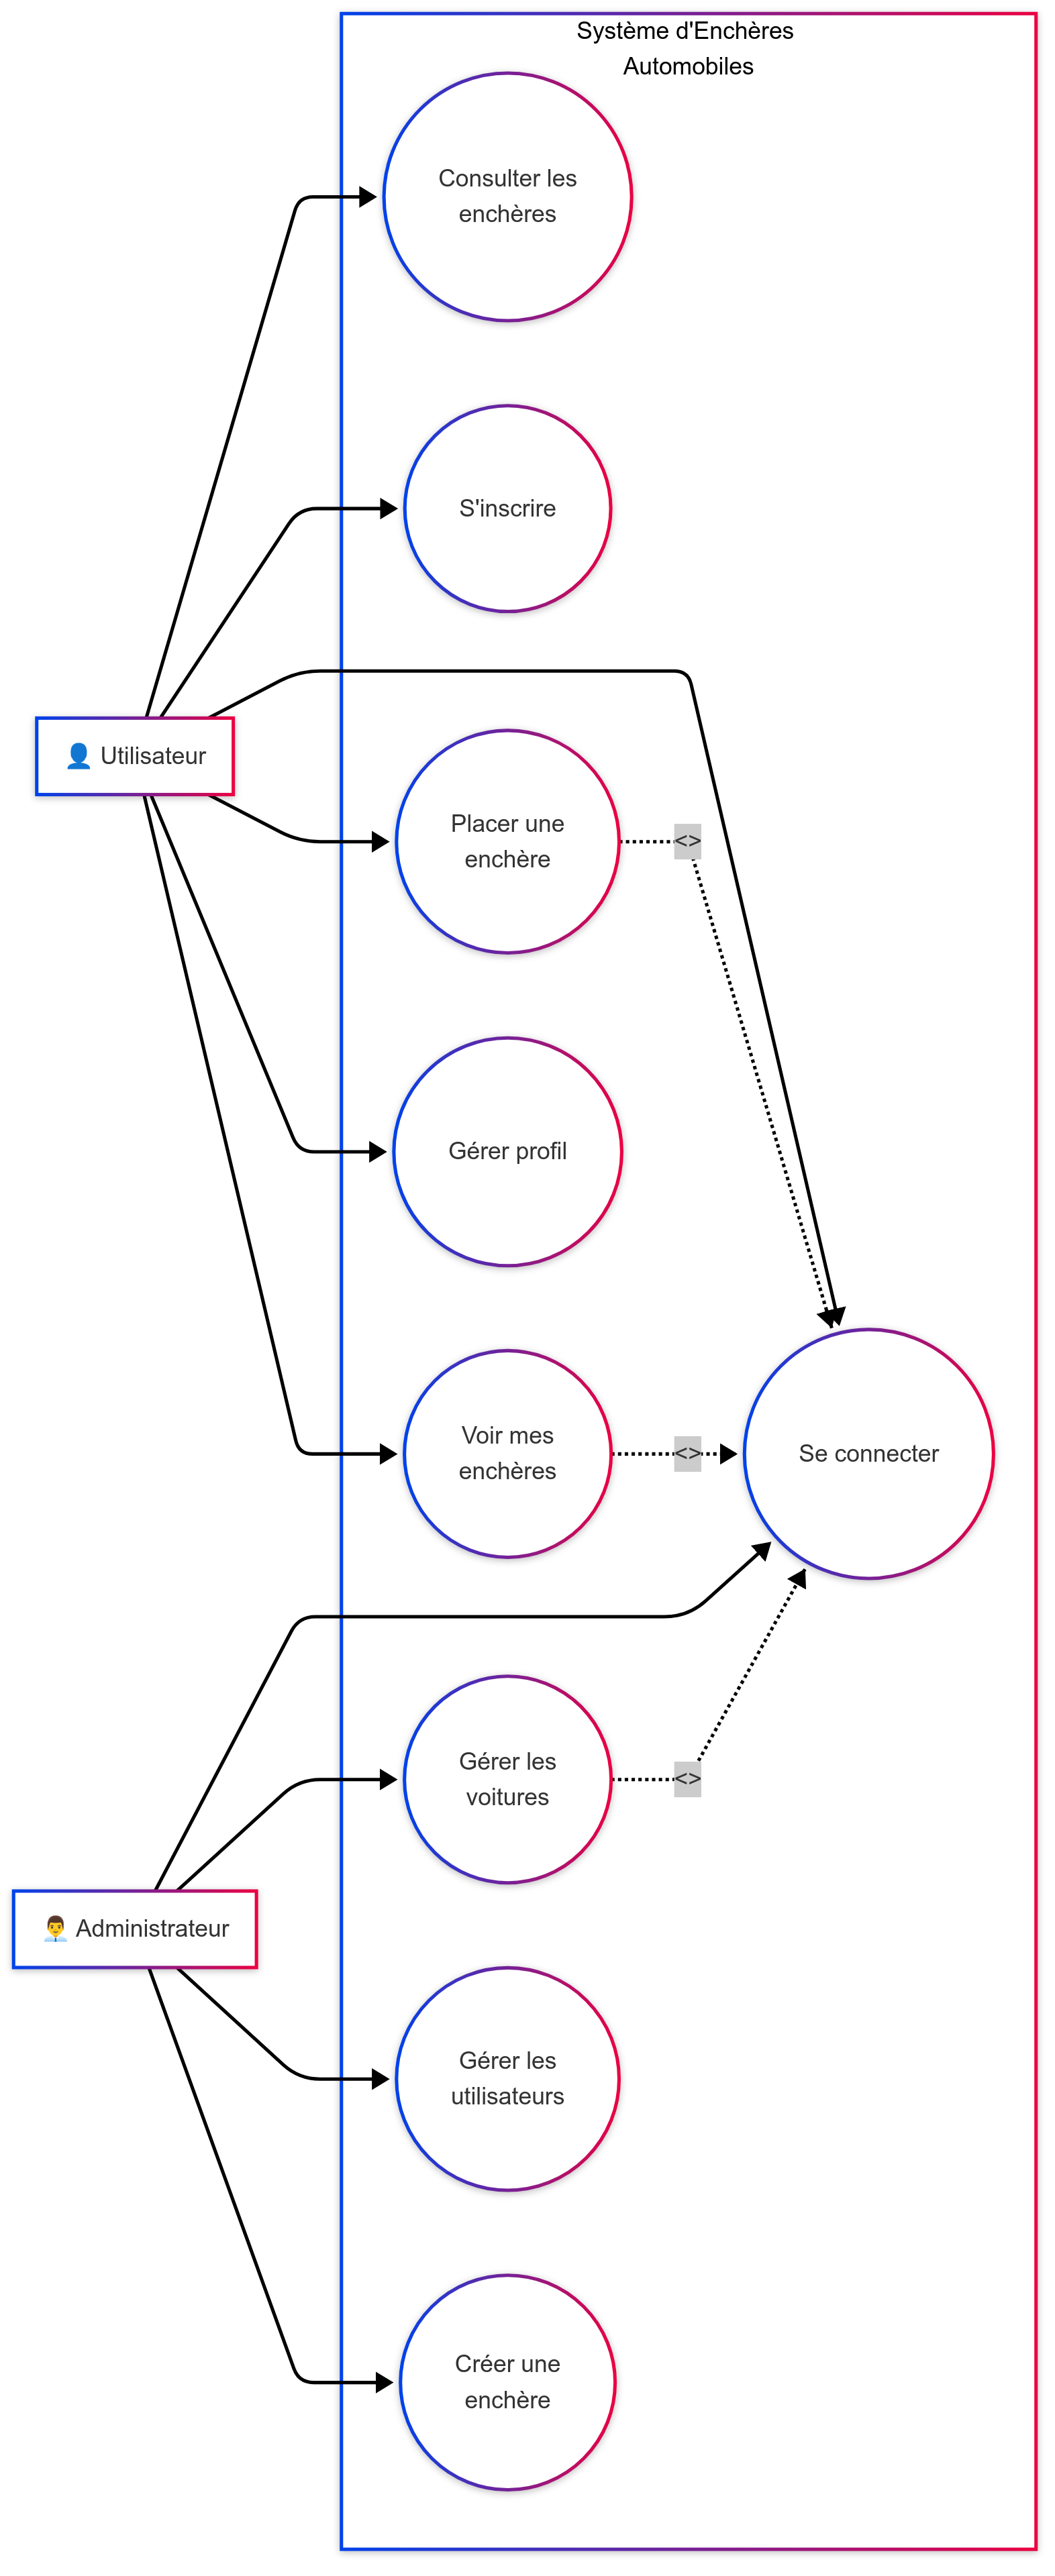 Système d'Enchères
Automobiles
Consulter les
enchères
S'inscrire
👤 Utilisateur
Placer une
enchère
<>
Gérer profil
Voir mes
enchères
<>
Se connecter
Gérer les
voitures
<>
👨‍💼 Administrateur
Gérer les
utilisateurs
Créer une
enchère